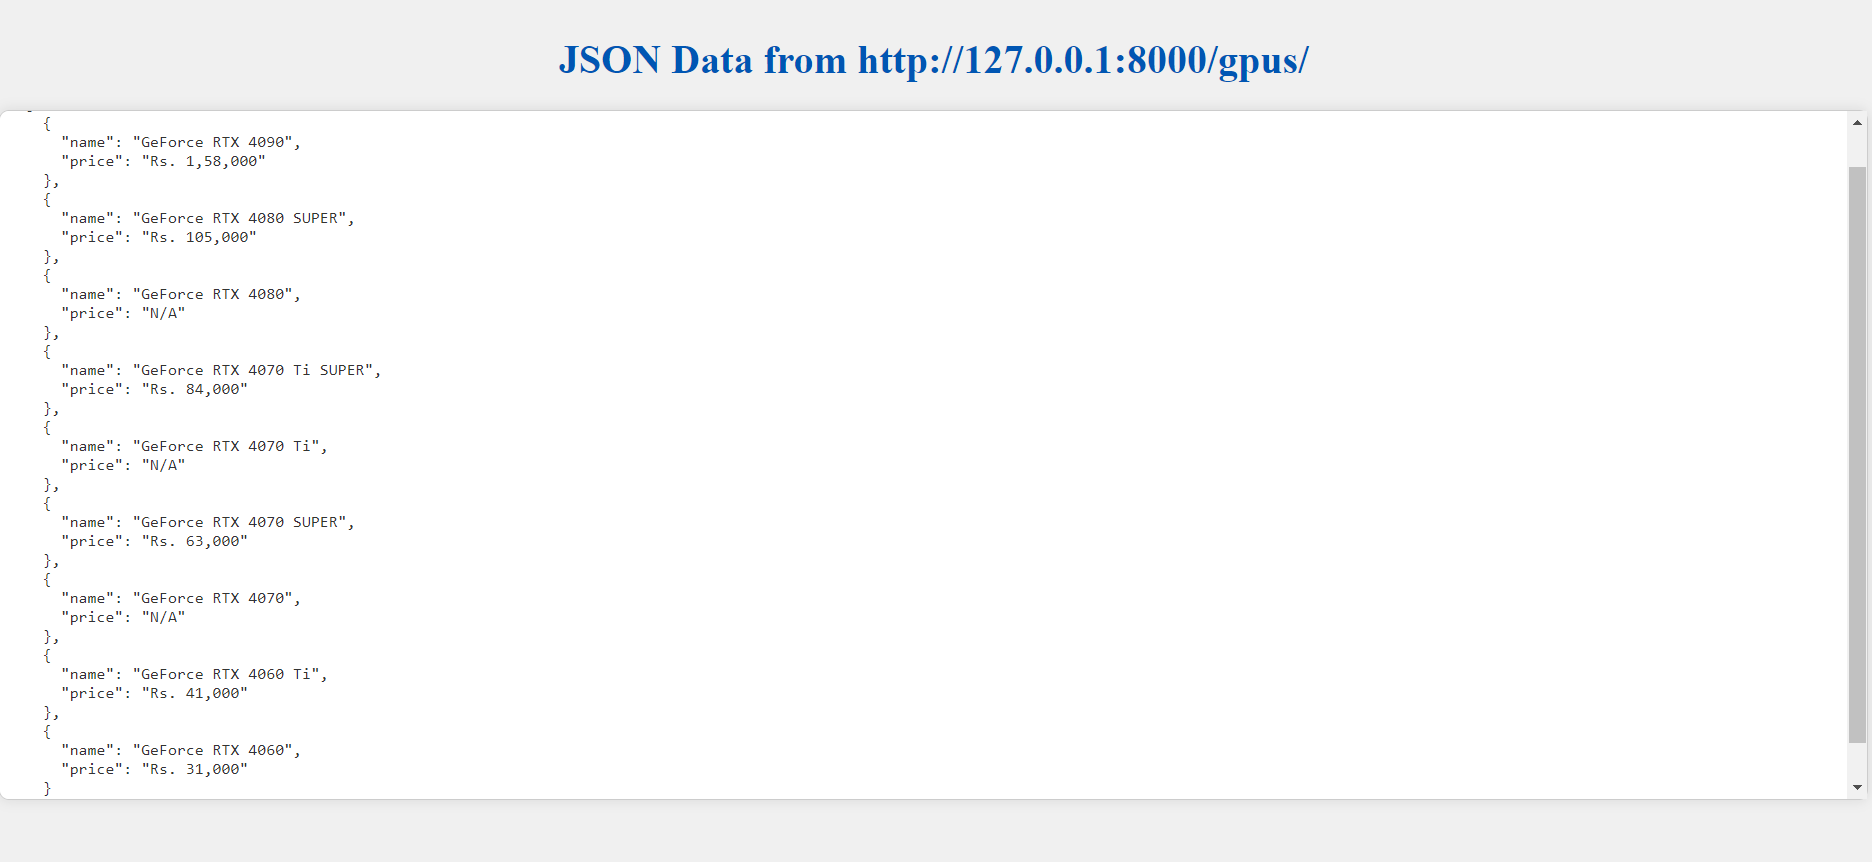 JSON Data from http://127.0.0.1:8000/gpus/
{
"name": "GeForce RTX 4090",
"price": "Rs. 1,58,000"
},
{
"name": "GeForce RTX 4080 SUPER",
"price": "Rs. 105,000"
},
{
"name": "GeForce RTX 4080",
"price": "N/A"
},
{
"name": "GeForce RTX 4070 Ti SUPER",
"price": "Rs. 84,000"
},
{
"name": "GeForce RTX 4070 Ti",
"price": "N/A"
},
{
"name": "GeForce RTX 4070 SUPER",
"price": "Rs. 63,000"
},
{
"name": "GeForce RTX 4070",
"price": "N/A"
},
{
"name": "GeForce RTX 4060 Ti",
"price": "Rs. 41,000"
},
{
"name": "GeForce RTX 4060",
"price": "Rs. 31,000"
}